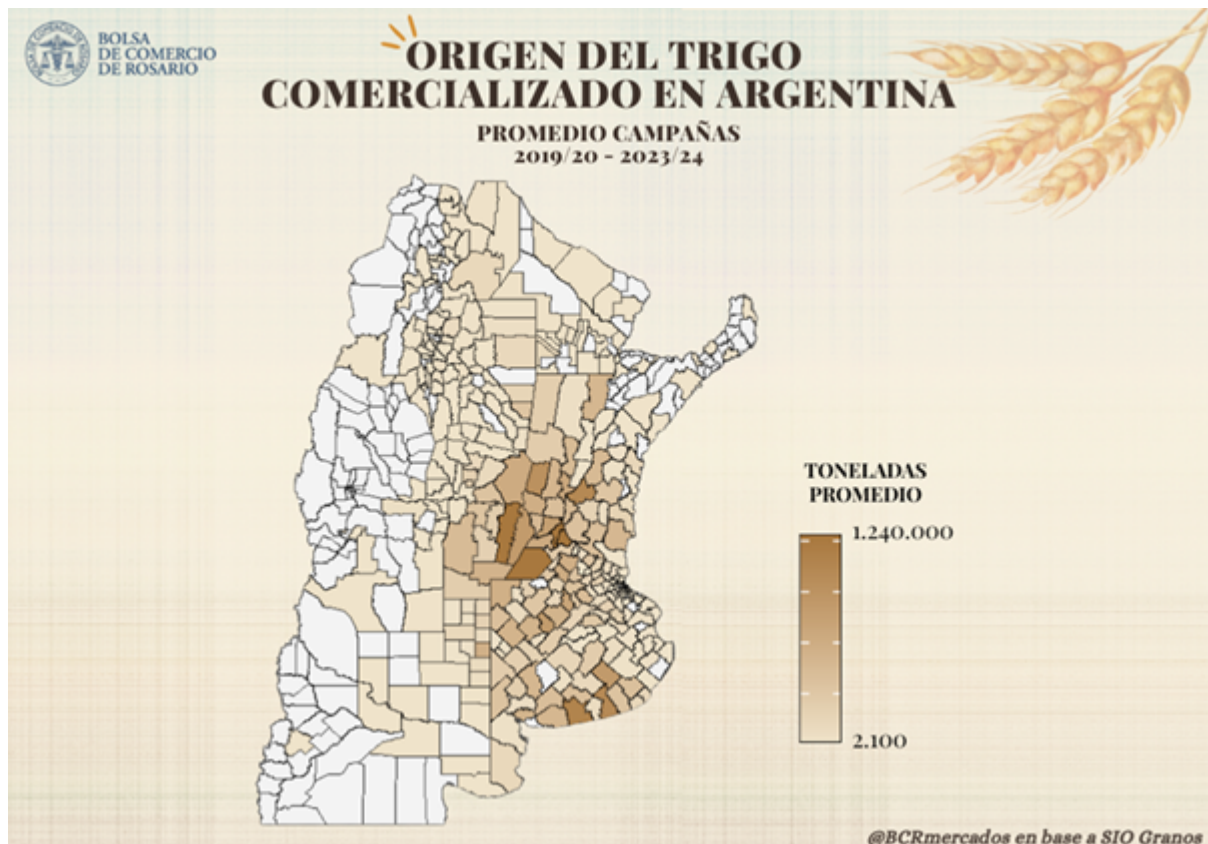 BOLSA
DE COMERCIO
DE ROSARIO
ORIGEN DEL TRIGO
COMERCIALIZADO EN ARGENTINA
PROMEDIO CAMPAÑAS
2019/20 - 2023/24
TONELADAS
PROMEDIO
1.240.000
2.100
@BCRmercados en base a SIO Granos